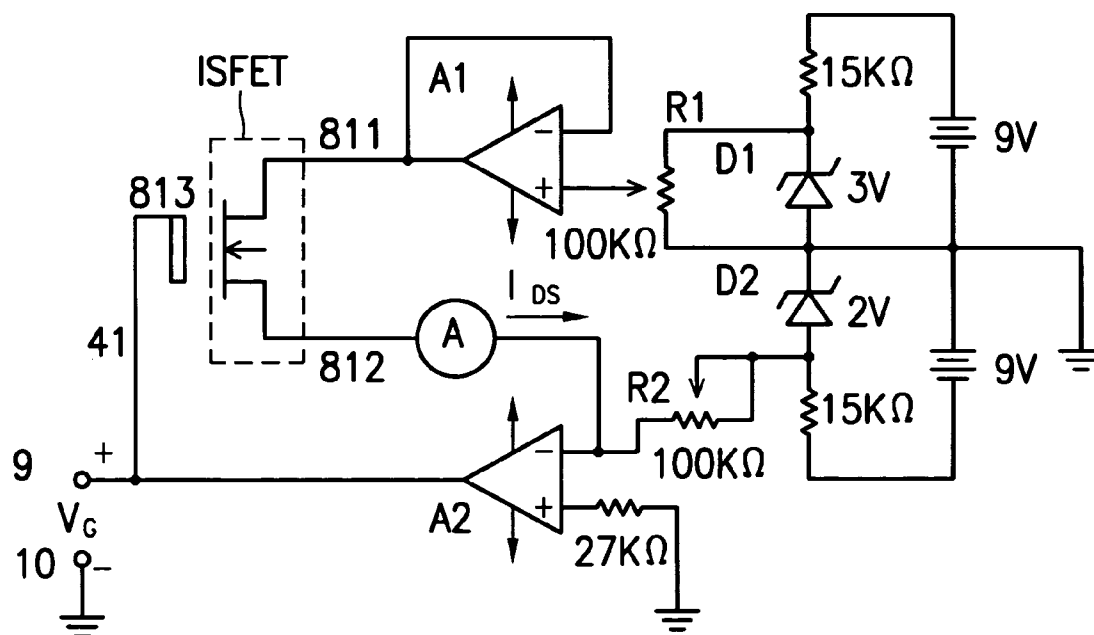 ISFET
A1
−
+
811
813
R1
100KΩ
15KΩ
9V
D1
3V
I DS
A
812
41
D2
2V
9V
R2
100KΩ
15KΩ
9
+
VG
10
−
A2
−
+
27KΩ